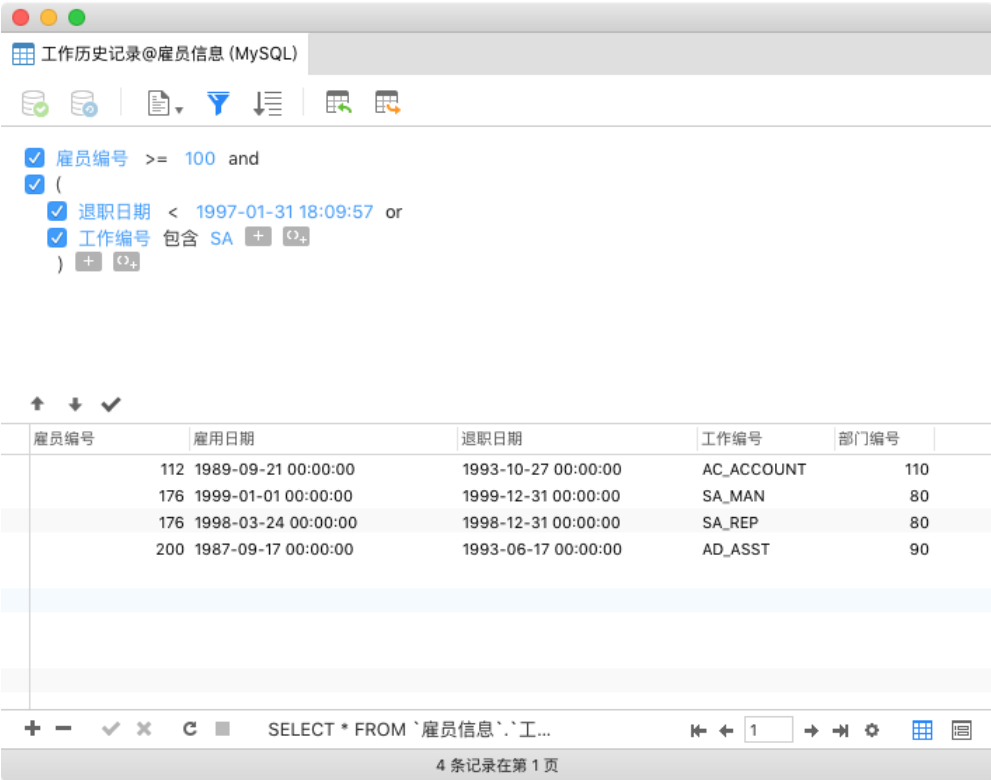 工作历史记录@雇员信息 (MySQL)
雇员编号 >= 100 and
(
退职日期 < 1997-01-31 18:09:57 or
工作编号 包含 SA
)
雇员编号 雇用日期 退职日期 工作编号 部门编号
112 1989-09-21 00:00:00 1993-10-27 00:00:00 AC_ACCOUNT 110
176 1999-01-01 00:00:00 1999-12-31 00:00:00 SA_MAN 80
176 1998-03-24 00:00:00 1998-12-31 00:00:00 SA_REP 80
200 1987-09-17 00:00:00 1993-06-17 00:00:00 AD_ASST 90
SELECT * FROM `雇员信息`.`工... 1
4 条记录在第 1 页